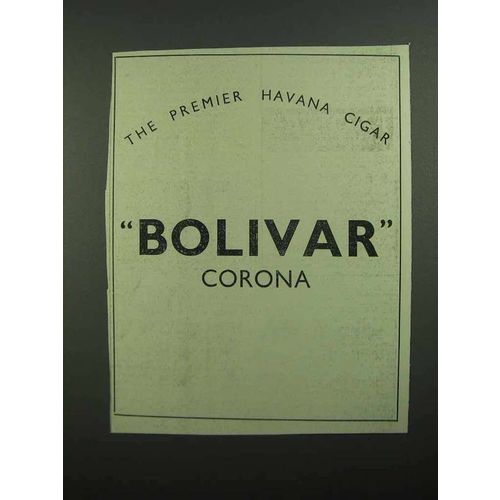 THE PREMIER HAVANA CIGAR
"BOLIVAR"
CORONA